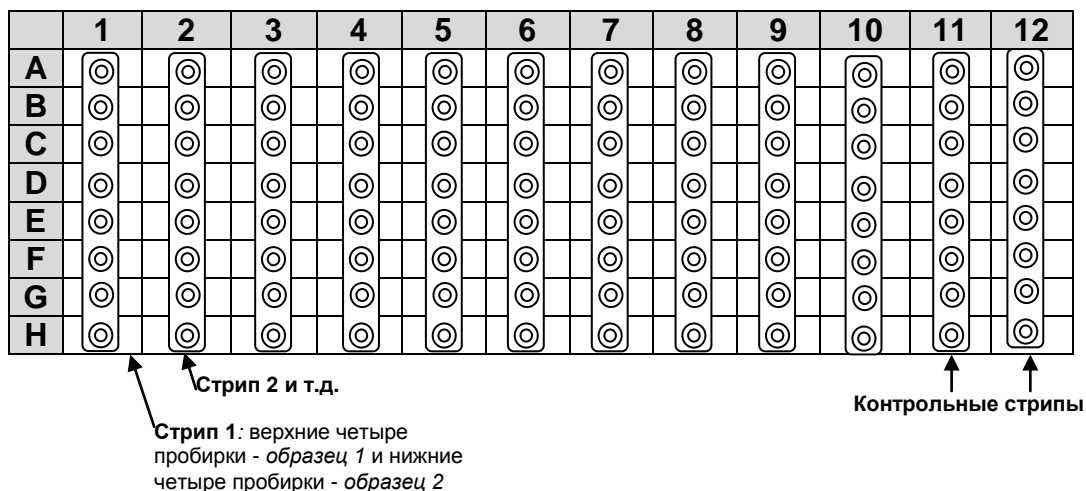 1 2 3 4 5 6 7 8 9 10 11 12
A
B
C
D
E
F
G
H
Стрип 2 и т.д.
Контрольные стрипы
Стрип 1: верхние четыре
пробирки - образец 1 и нижние
четыре пробирки - образец 2